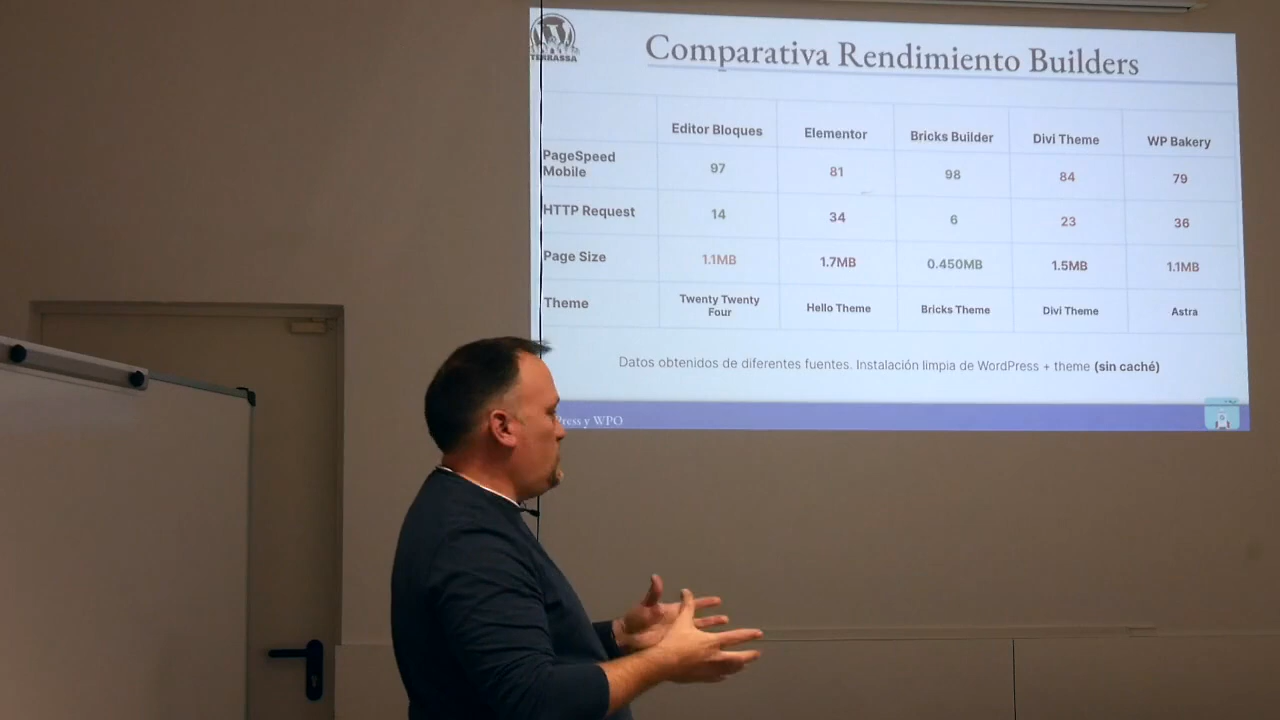 TERRASSA
Comparativa Rendimiento Builders
Editor Bloques Elementor Bricks Builder Divi Theme WP Bakery
PageSpeed
Mobile 97 81 98 84 79
HTTP Request 14 34 6 23 36
Page Size 1.1MB 1.7MB 0.450MB 1.5MB 1.1MB
Theme Twenty Twenty
Four Hello Theme Bricks Theme Divi Theme Astra
Datos obtenidos de diferentes fuentes. Instalación limpia de WordPress + theme (sin caché)
Press y WPO